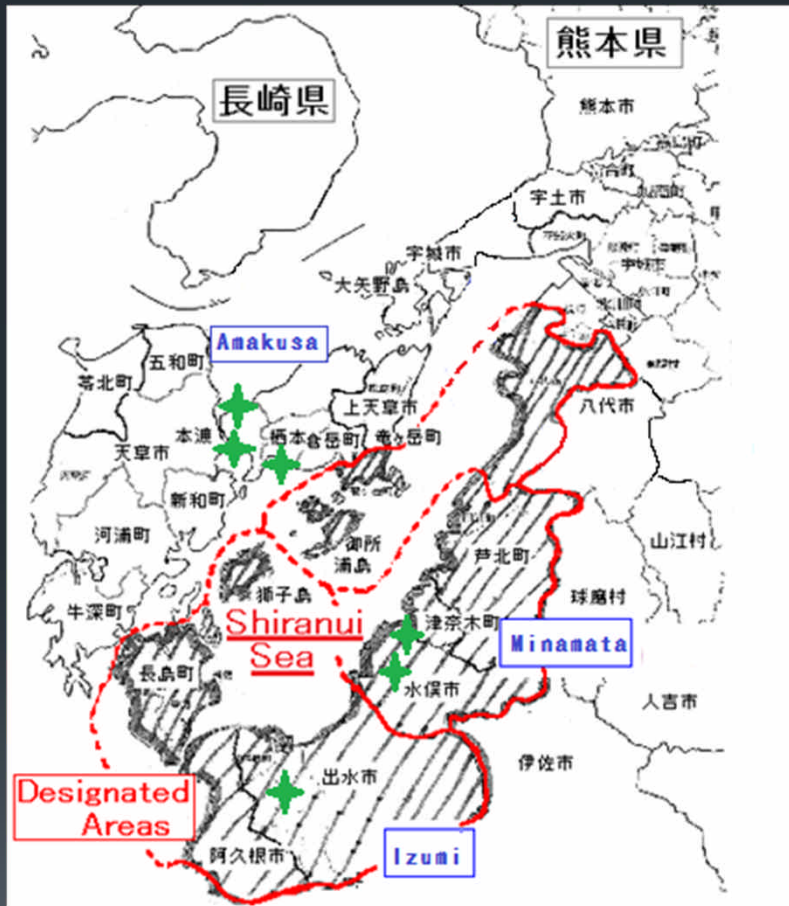 熊本県
長崎県
熊本市
宇土市
宇城市
大矢野島
Amakusa
五和町
苓北町
上天草市
八代市
本渡
栖本
倉岳町
竜ヶ岳町
天草市
新和町
河浦町
御所
浦島
芦北町
山江村
牛深町
獅子島
球磨村
Shiranui
Sea
津奈木町
Minamata
長島町
水俣市
人吉市
伊佐市
出水市
Designated
Areas
阿久根市
Izumi